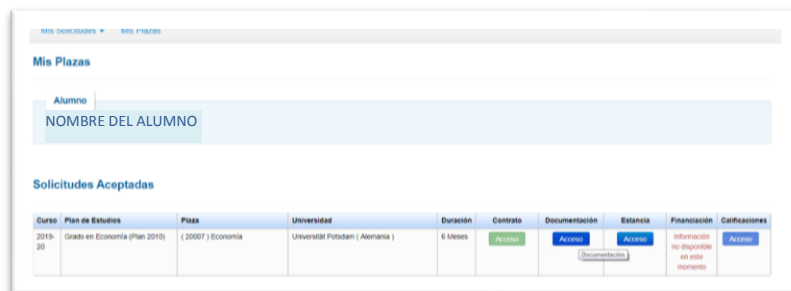 Mis Solicitudes Mis Plazas
Mis Plazas
Alumno
NOMBRE DEL ALUMNO
Solicitudes Aceptadas
Curso Plan de Estudios Plaza Universidad Duración Contrato Documentación Estancia Financiación Calificaciones
2019-20 Grado en Economía (Plan 2010) ( 20007 ) Economía Universität Potsdam ( Alemania ) 6 Meses Acceso Acceso Acceso Información no disponible en este momento Acceso
Documentación